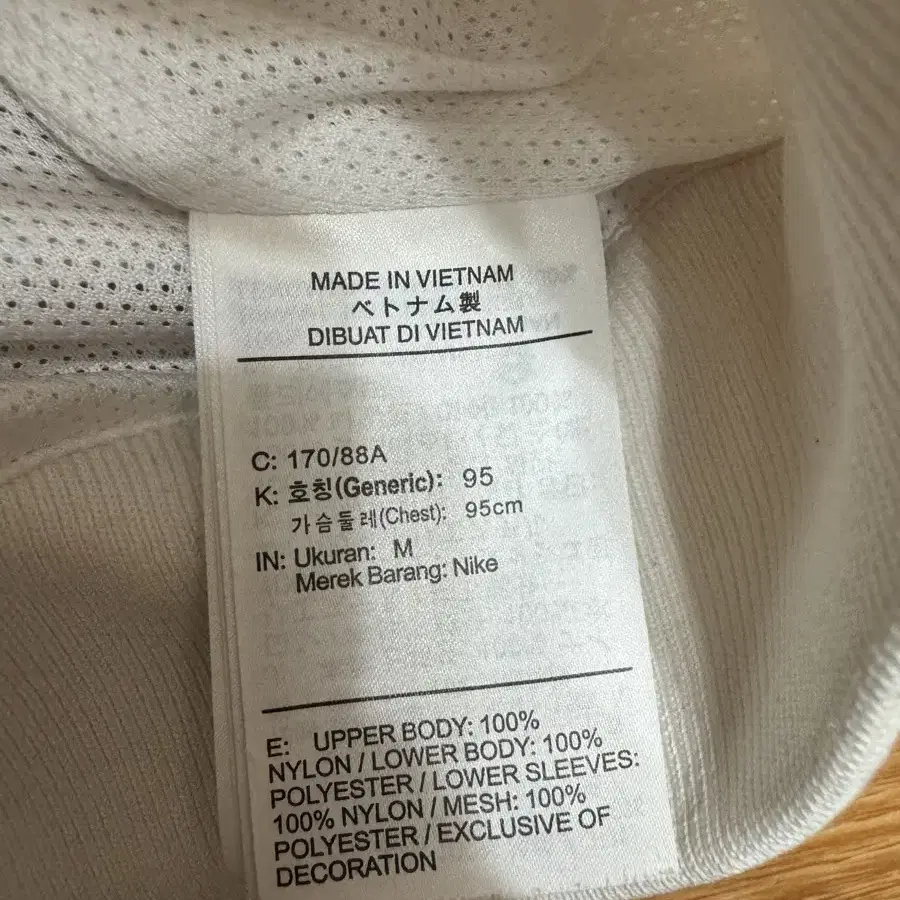 MADE IN VIETNAM
ベトナム製
DIBUAT DI VIETNAM
C: 170/88A
K: 호칭(Generic): 95
가슴둘레(Chest): 95cm
IN: Ukuran: M
Merek Barang: Nike
E: UPPER BODY: 100%
NYLON / LOWER BODY: 100%
POLYESTER / LOWER SLEEVES:
100% NYLON / MESH: 100%
POLYESTER / EXCLUSIVE OF
DECORATION